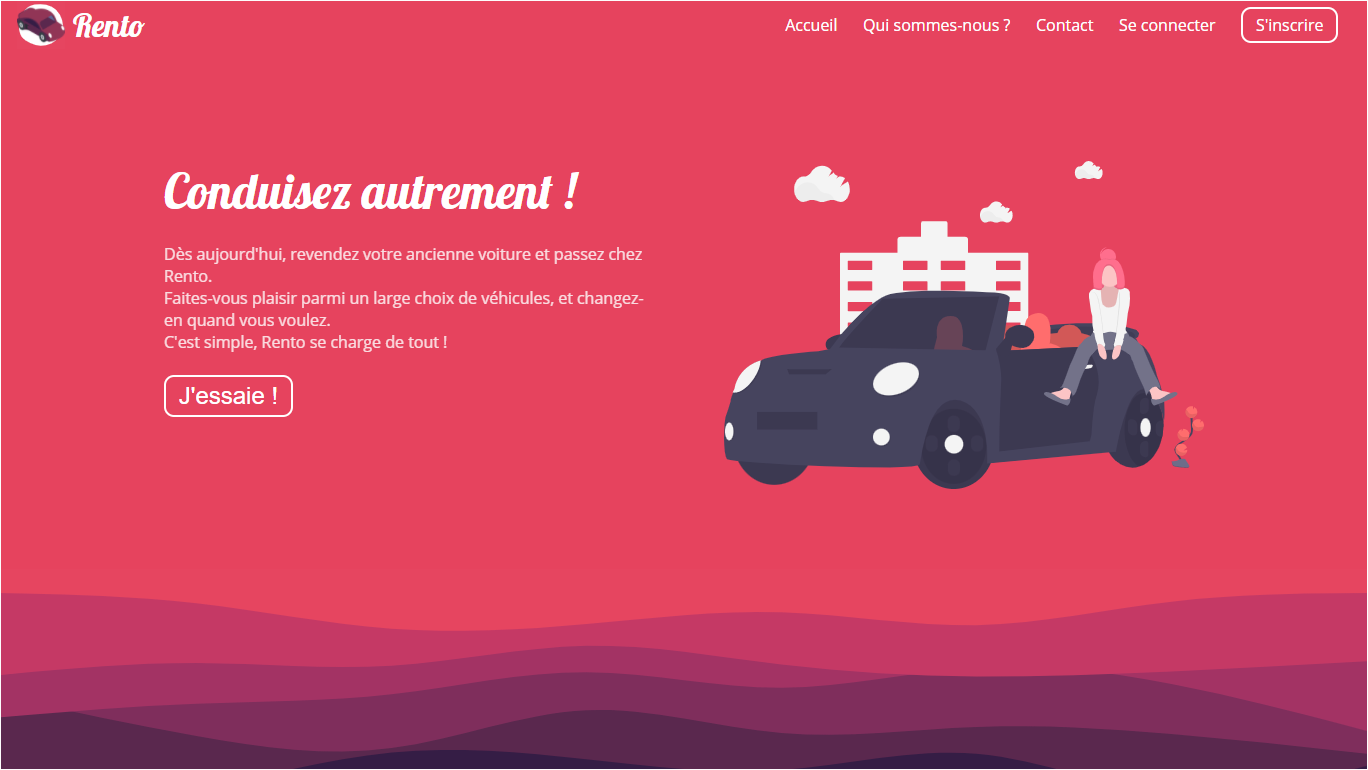 Rento
Accueil
Qui sommes-nous ?
Contact
Se connecter
S'inscrire
Conduisez autrement !
Dès aujourd'hui, revendez votre ancienne voiture et passez chez
Rento.
Faites-vous plaisir parmi un large choix de véhicules, et changez-
en quand vous voulez.
C'est simple, Rento se charge de tout !
J'essaie !